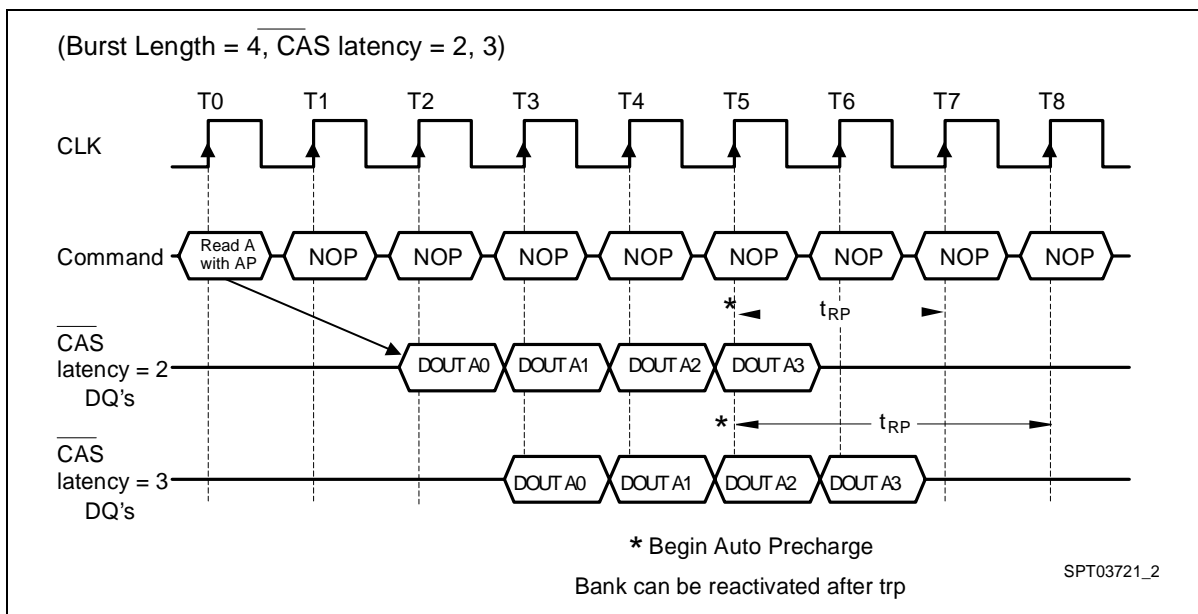 (Burst Length = 4, CAS latency = 2, 3)
T0 T1 T2 T3 T4 T5 T6 T7 T8
CLK
Command
Read A
with AP
NOP NOP NOP NOP NOP NOP NOP NOP
* tRP
CAS
latency = 2
DQ's
DOUT A0 DOUT A1 DOUT A2 DOUT A3
* tRP
CAS
latency = 3
DQ's
DOUT A0 DOUT A1 DOUT A2 DOUT A3
* Begin Auto Precharge
Bank can be reactivated after trp
SPT03721_2